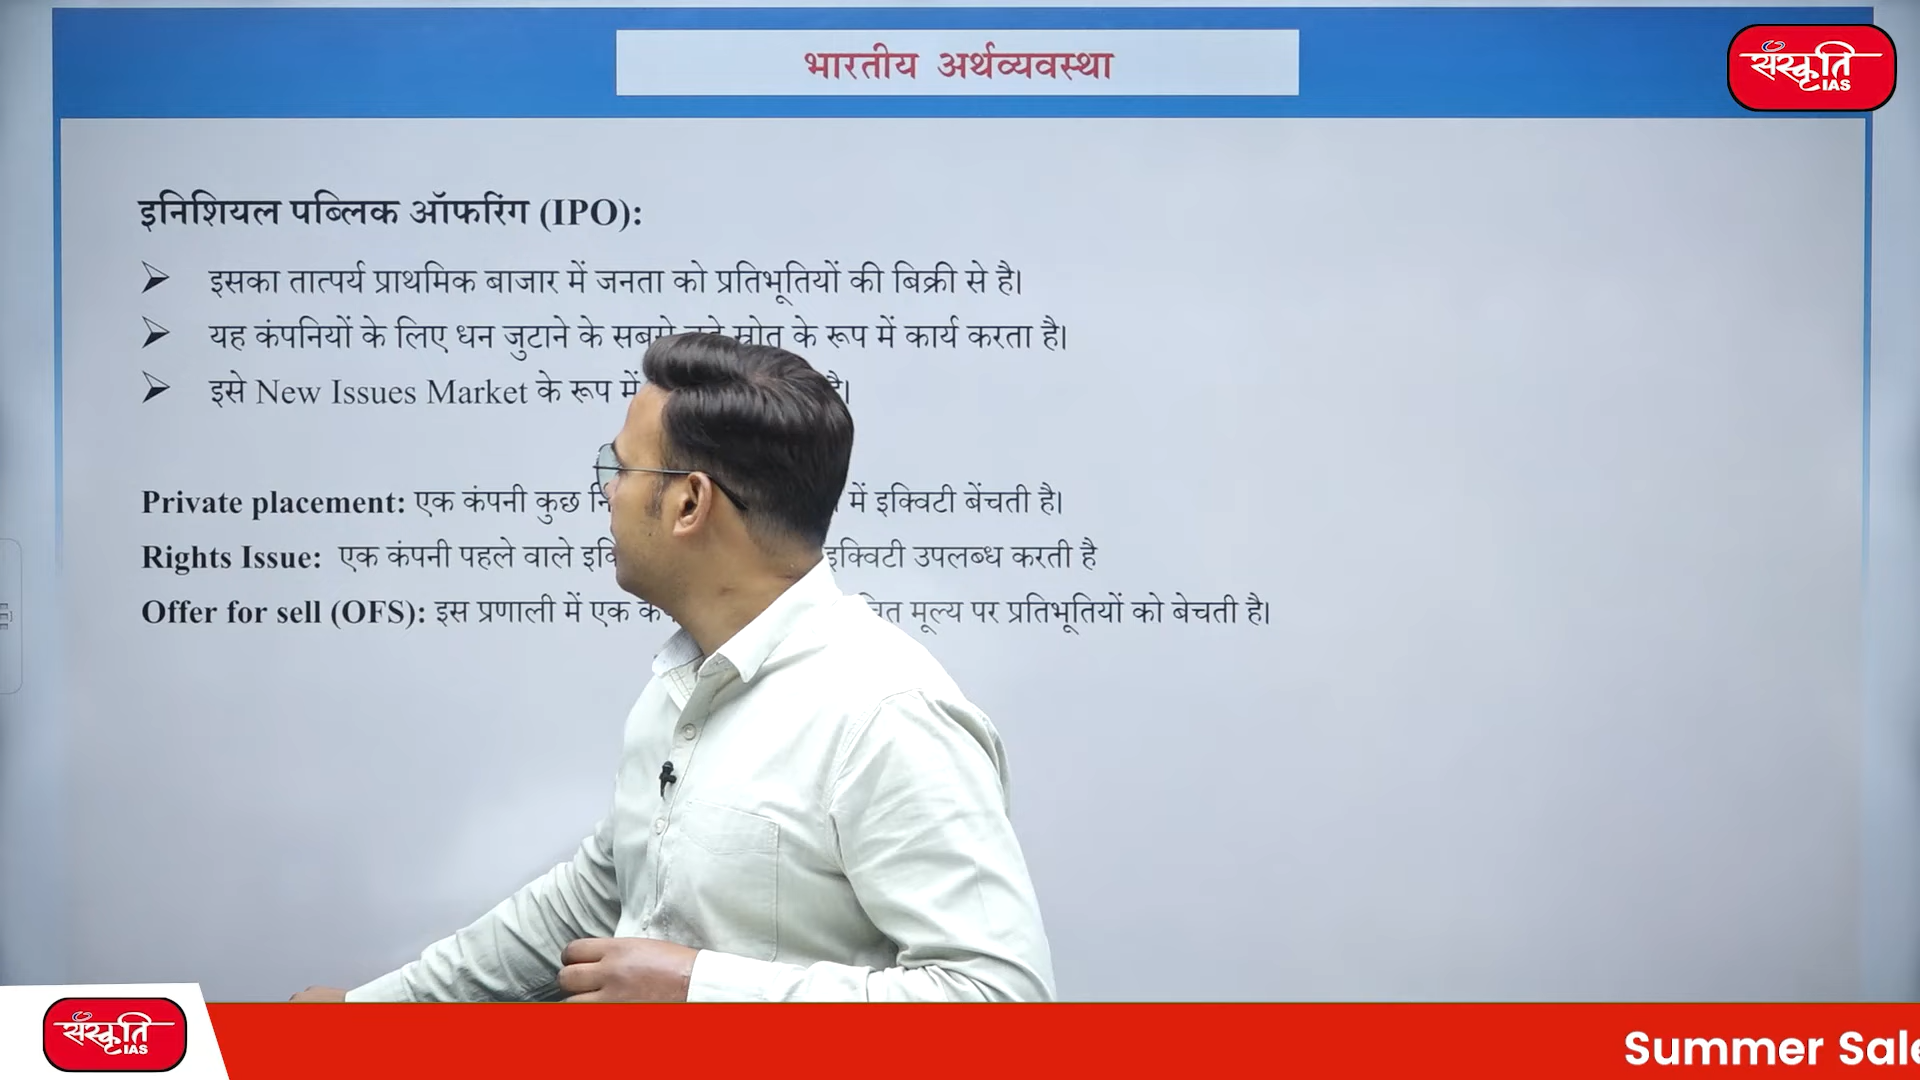 भारतीय अर्थव्यवस्था
संस्कृति
IAS
इनिशियल पब्लिक ऑफरिंग (IPO):
➢ इसका तात्पर्य प्राथमिक बाजार में जनता को प्रतिभूतियों की बिक्री से है।
➢ यह कंपनियों के लिए धन जुटाने के स्रोत के रूप में कार्य करता है।
➢ इसे New Issues Market के रूप में है।
Private placement: एक कंपनी कुछ में इक्विटी बेंचती है।
Rights Issue: एक कंपनी पहले वाले इक्विटी उपलब्ध करती है
Offer for sell (OFS): इस प्रणाली में एक मूल्य पर प्रतिभूतियों को बेचती है।
संस्कृति
IAS
Summer Sale